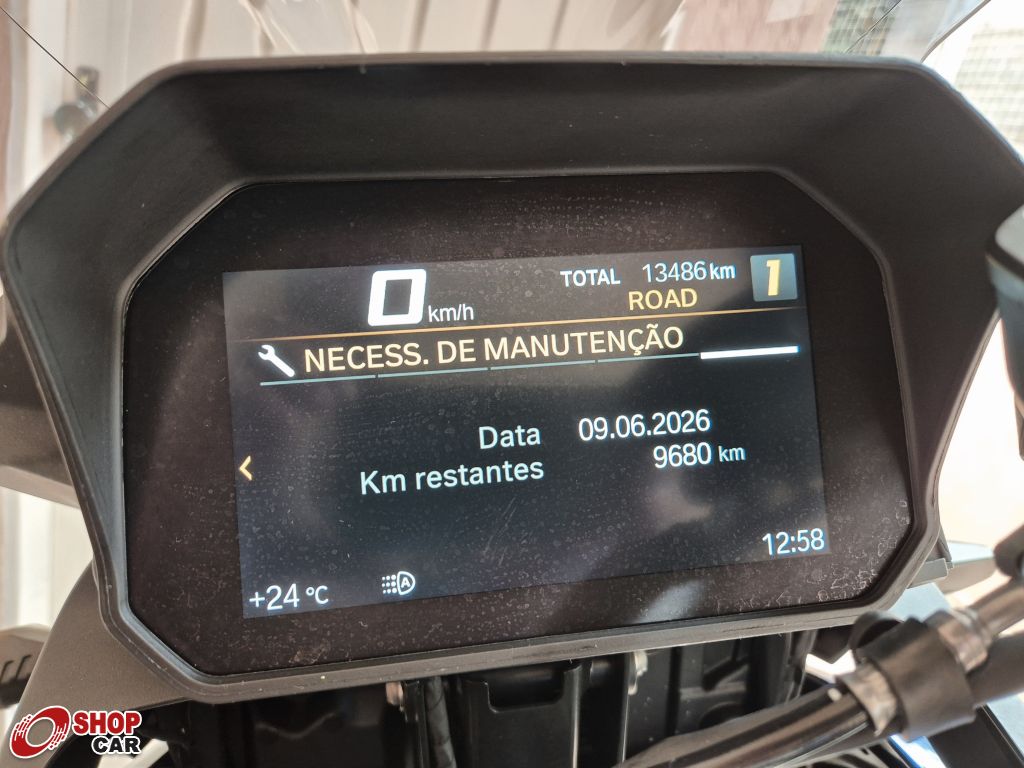 0 km/h
TOTAL 13486 km
ROAD
1
NECESS. DE MANUTENÇÃO
Data 09.06.2026
Km restantes 9680 km
12:58
+24 °C
A
SHOP
CAR